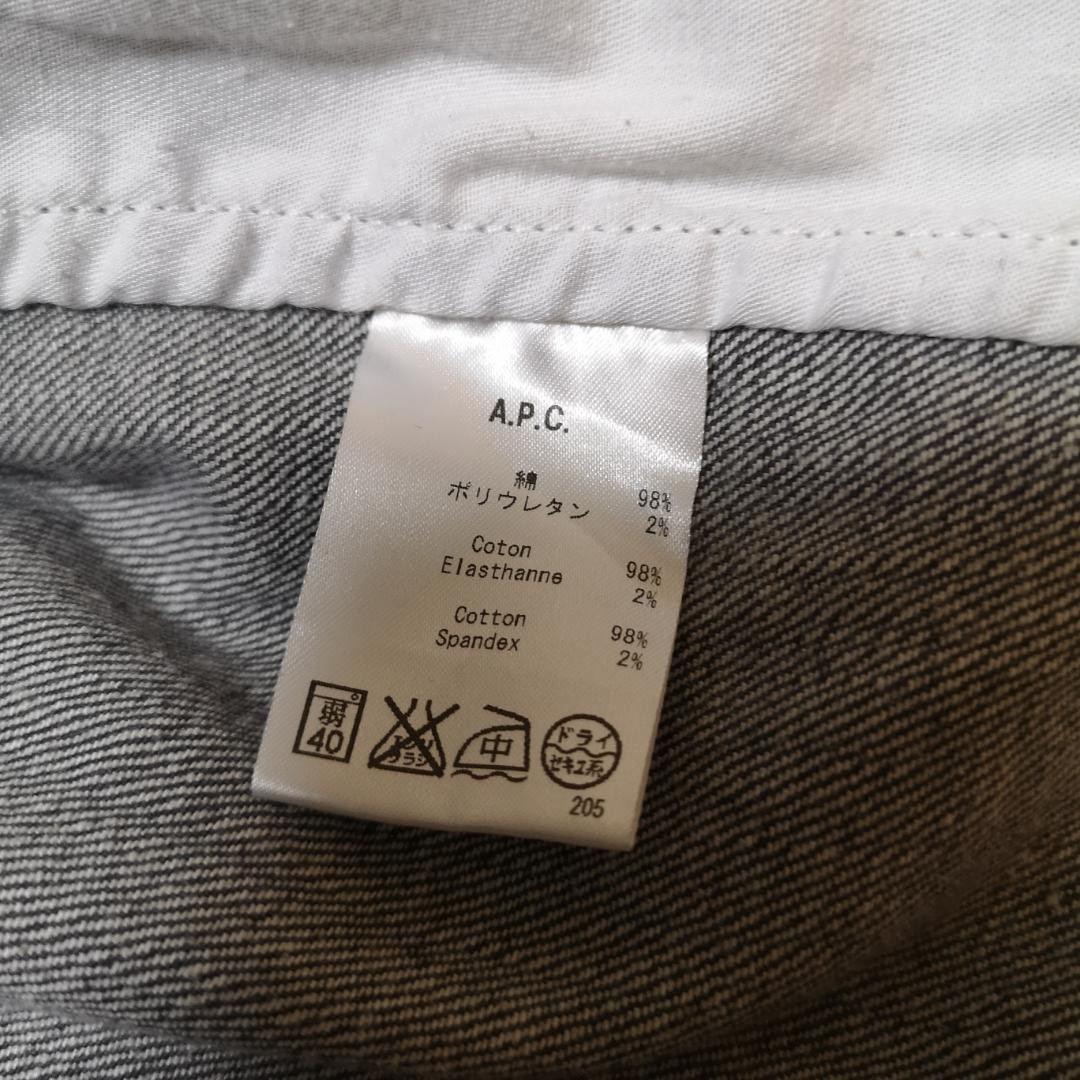 A.P.C.
綿 98%
ポリウレタン 2%
Coton 98%
Elasthanne 2%
Cotton 98%
Spandex 2%
弱
40
中
ドライ
セキユ系
205